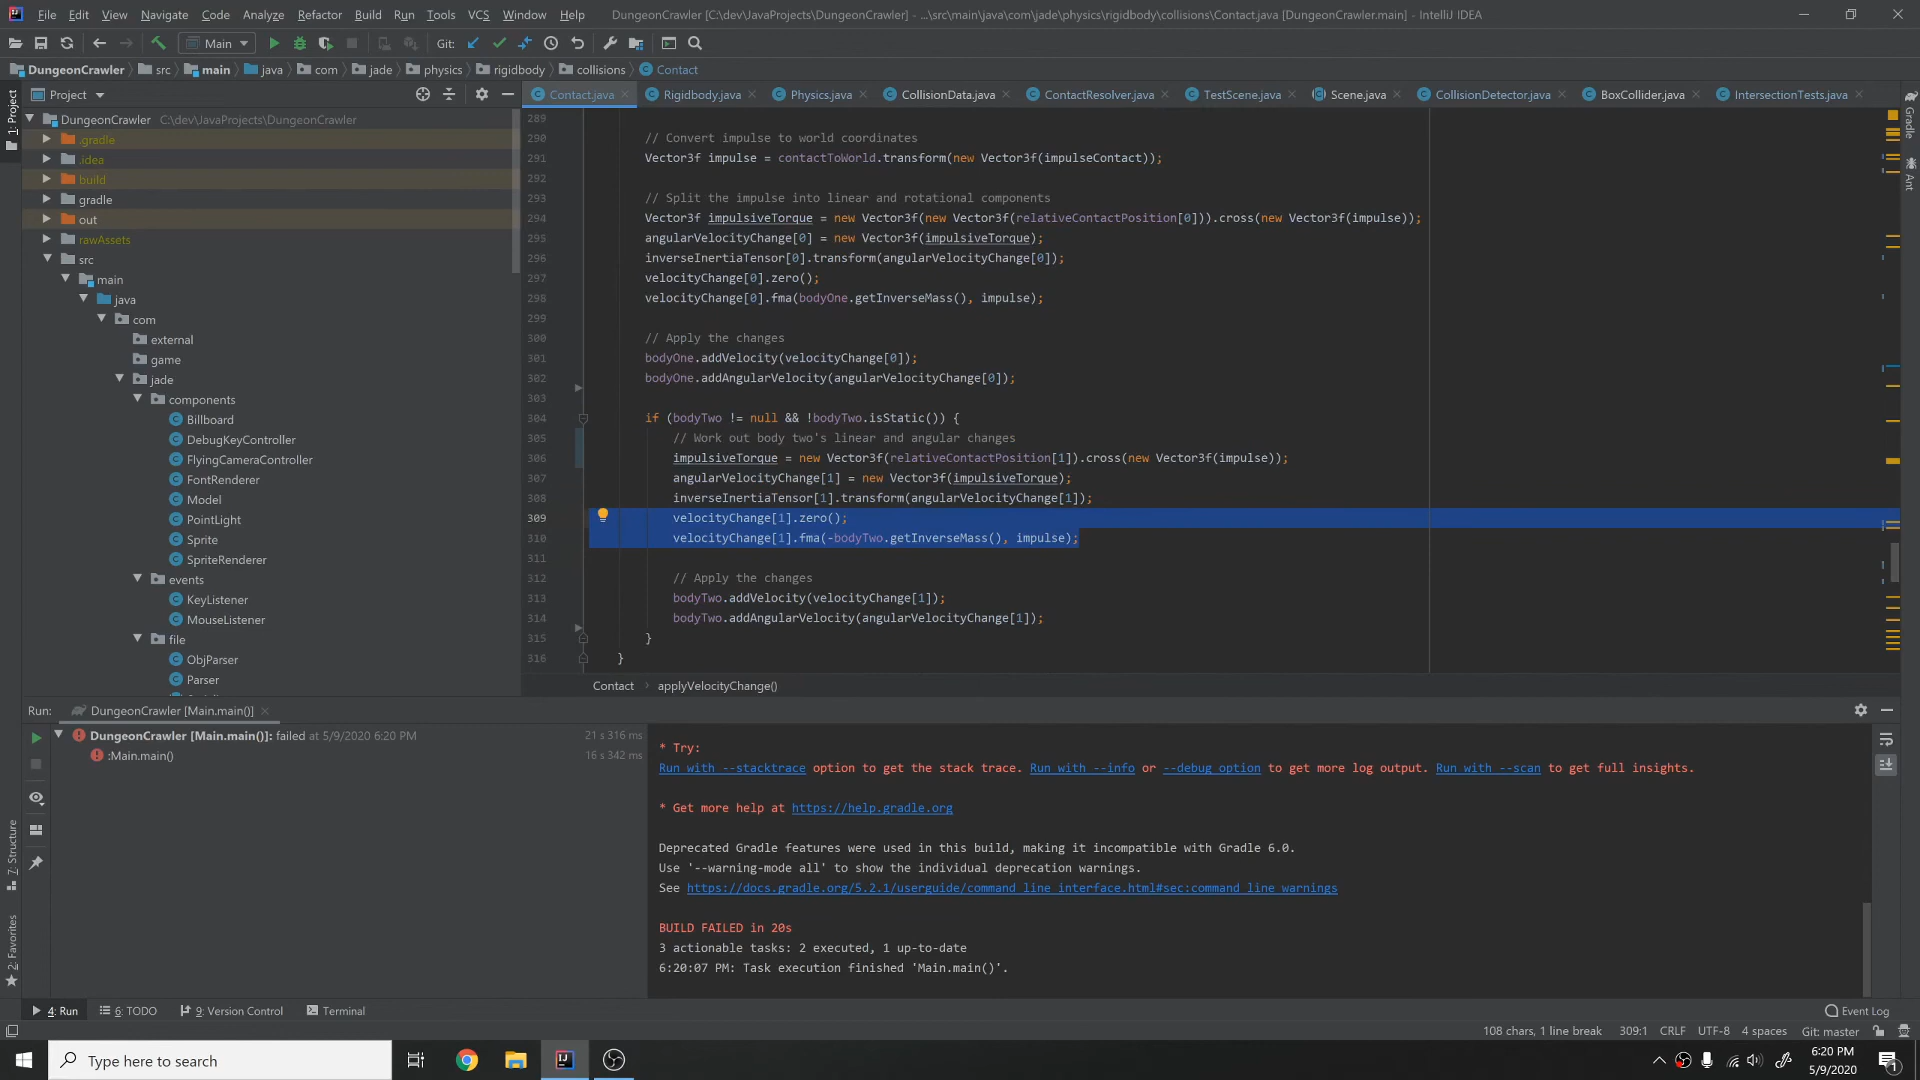 File Edit View Navigate Code Analyze Refactor Build Run Tools VCS Window Help DungeonCrawler [C:\dev\JavaProjects\DungeonCrawler] - ...\src\main\java\com\jade\physics\rigidbody\collisions\Contact.java [DungeonCrawler.main] - IntelliJ IDEA
Main Git:
DungeonCrawler src main java com jade physics rigidbody collisions Contact
1: Project
Project
Contact.java Rigidbody.java Physics.java CollisionData.java ContactResolver.java TestScene.java Scene.java CollisionDetector.java BoxCollider.java IntersectionTests.java
Gradle
Ant
DungeonCrawler C:\dev\JavaProjects\DungeonCrawler
.gradle
.idea
build
gradle
out
rawAssets
src
main
java
com
external
game
jade
components
Billboard
DebugKeyController
FlyingCameraController
FontRenderer
Model
PointLight
Sprite
SpriteRenderer
events
KeyListener
MouseListener
file
ObjParser
Parser
289
290 // Convert impulse to world coordinates
291 Vector3f impulse = contactToWorld.transform(new Vector3f(impulseContact));
292
293 // Split the impulse into linear and rotational components
294 Vector3f impulsiveTorque = new Vector3f(new Vector3f(relativeContactPosition[0])).cross(new Vector3f(impulse));
295 angularVelocityChange[0] = new Vector3f(impulsiveTorque);
296 inverseInertiaTensor[0].transform(angularVelocityChange[0]);
297 velocityChange[0].zero();
298 velocityChange[0].fma(bodyOne.getInverseMass(), impulse);
299
300 // Apply the changes
301 bodyOne.addVelocity(velocityChange[0]);
302 bodyOne.addAngularVelocity(angularVelocityChange[0]);
303
304 if (bodyTwo != null && !bodyTwo.isStatic()) {
305 // Work out body two's linear and angular changes
306 impulsiveTorque = new Vector3f(relativeContactPosition[1]).cross(new Vector3f(impulse));
307 angularVelocityChange[1] = new Vector3f(impulsiveTorque);
308 inverseInertiaTensor[1].transform(angularVelocityChange[1]);
309 velocityChange[1].zero();
310 velocityChange[1].fma(-bodyTwo.getInverseMass(), impulse);
311
312 // Apply the changes
313 bodyTwo.addVelocity(velocityChange[1]);
314 bodyTwo.addAngularVelocity(angularVelocityChange[1]);
315 }
316 }
Contact applyVelocityChange()
Run: DungeonCrawler [Main.main()]
DungeonCrawler [Main.main()]: failed at 5/9/2020 6:20 PM 21 s 316 ms
:Main.main() 16 s 342 ms
* Try:
Run with --stacktrace option to get the stack trace. Run with --info or --debug option to get more log output. Run with --scan to get full insights.
* Get more help at https://help.gradle.org
Deprecated Gradle features were used in this build, making it incompatible with Gradle 6.0.
Use '--warning-mode all' to show the individual deprecation warnings.
See https://docs.gradle.org/5.2.1/userguide/command_line_interface.html#sec:command_line_warnings
BUILD FAILED in 20s
3 actionable tasks: 2 executed, 1 up-to-date
6:20:07 PM: Task execution finished 'Main.main()'.
7: Structure
2: Favorites
4: Run 6: TODO 9: Version Control Terminal Event Log
108 chars, 1 line break 309:1 CRLF UTF-8 4 spaces Git: master
Type here to search
6:20 PM
5/9/2020
1